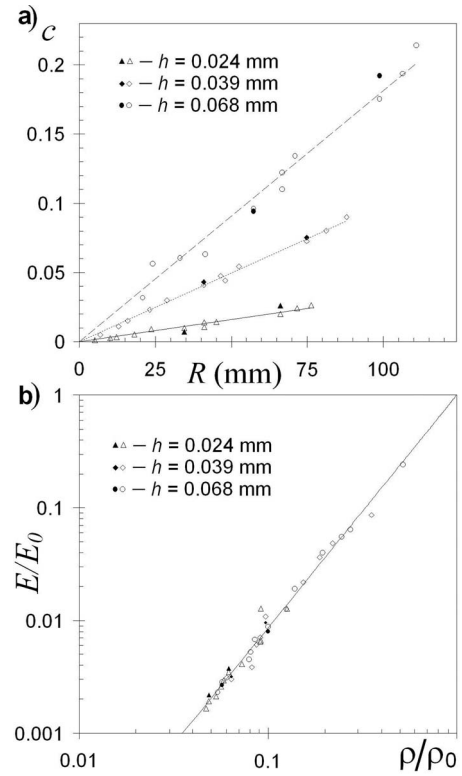 a) c
0.2
▲△ – h = 0.024 mm
◆◇ – h = 0.039 mm
●○ – h = 0.068 mm
0.15
0.1
0.05
0
0 25 R (mm) 75 100
b)
1
▲△ – h = 0.024 mm
◆◇ – h = 0.039 mm
●○ – h = 0.068 mm
0.1
E/E₀
0.01
0.001
0.01 0.1 ρ/ρ₀